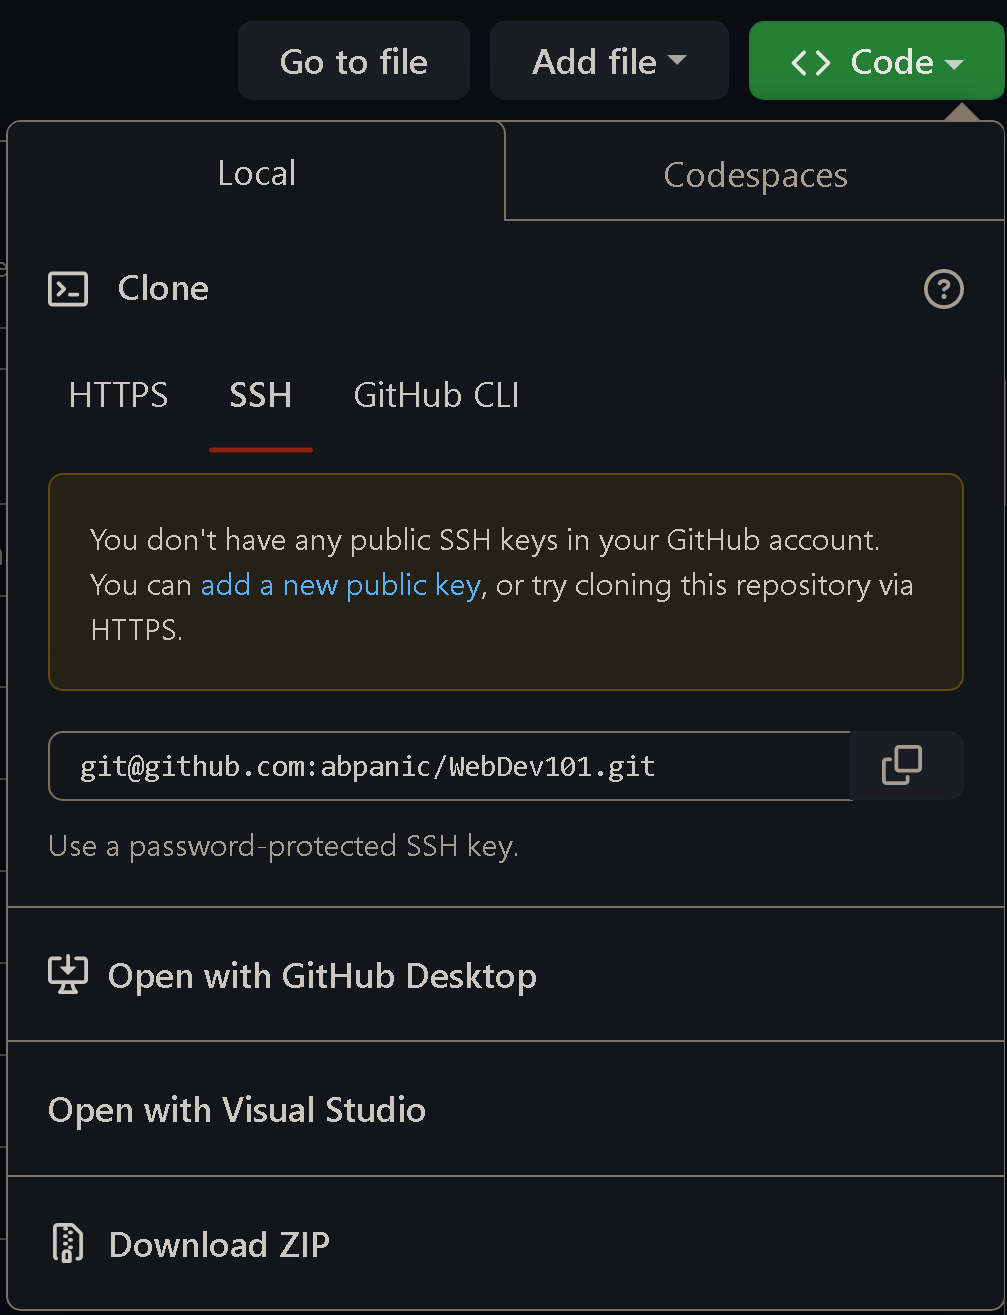 Go to file
Add file
Code
Local
Codespaces
Clone
HTTPS
SSH
GitHub CLI
You don't have any public SSH keys in your GitHub account.
You can add a new public key, or try cloning this repository via
HTTPS.
git@github.com:abpanic/WebDev101.git
Use a password-protected SSH key.
Open with GitHub Desktop
Open with Visual Studio
Download ZIP